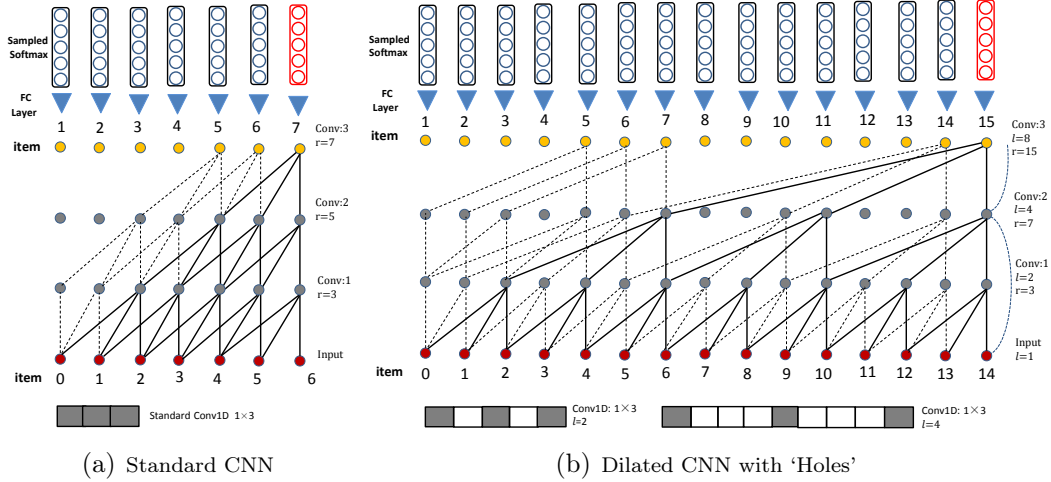 Sampled
Softmax
FC
Layer
1 2 3 4 5 6 7
item
Conv:3
r=7
Conv:2
r=5
Conv:1
r=3
Input
item 0 1 2 3 4 5 6
Standard Conv1D 1×3
(a) Standard CNN
Sampled
Softmax
FC
Layer
1 2 3 4 5 6 7 8 9 10 11 12 13 14 15
item
Conv:3
l=8
r=15
Conv:2
l=4
r=7
Conv:1
l=2
r=3
Input
l=1
item 0 1 2 3 4 5 6 7 8 9 10 11 12 13 14
Conv1D: 1×3
l=2
Conv1D: 1×3
l=4
(b) Dilated CNN with ‘Holes’